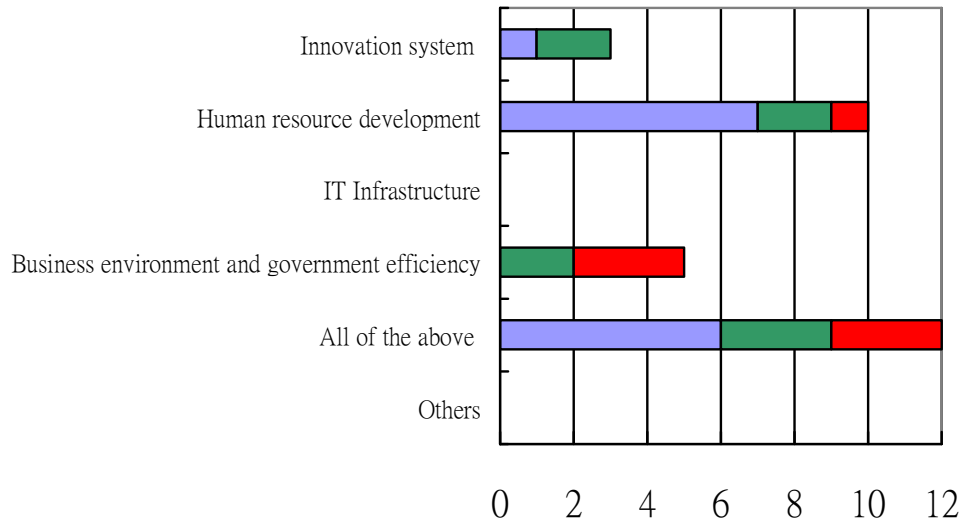 Innovation system
Human resource development
IT Infrastructure
Business environment and government efficiency
All of the above
Others
0 2 4 6 8 10 12